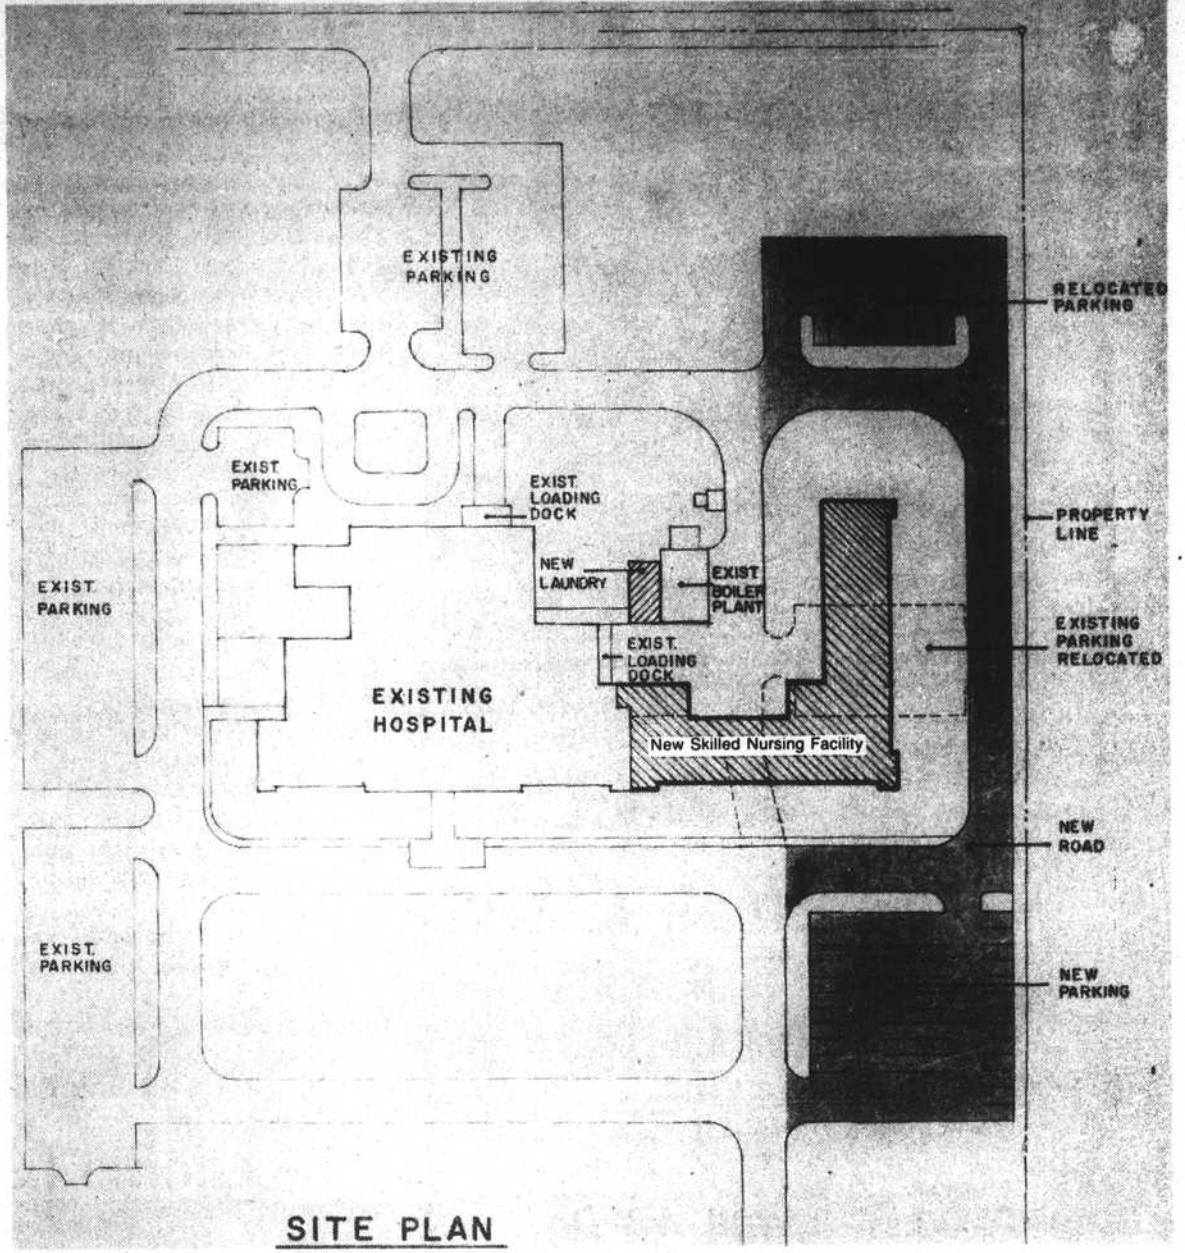 EXISTING
PARKING
RELOCATED
PARKING
EXIST.
PARKING
EXIST.
LOADING
DOCK
PROPERTY
LINE
EXIST.
PARKING
NEW
LAUNDRY
EXIST
BOILER
PLANT
EXISTING
PARKING
RELOCATED
EXIST.
LOADING
DOCK
EXISTING
HOSPITAL
New Skilled Nursing Facility
NEW
ROAD
EXIST.
PARKING
NEW
PARKING
SITE PLAN